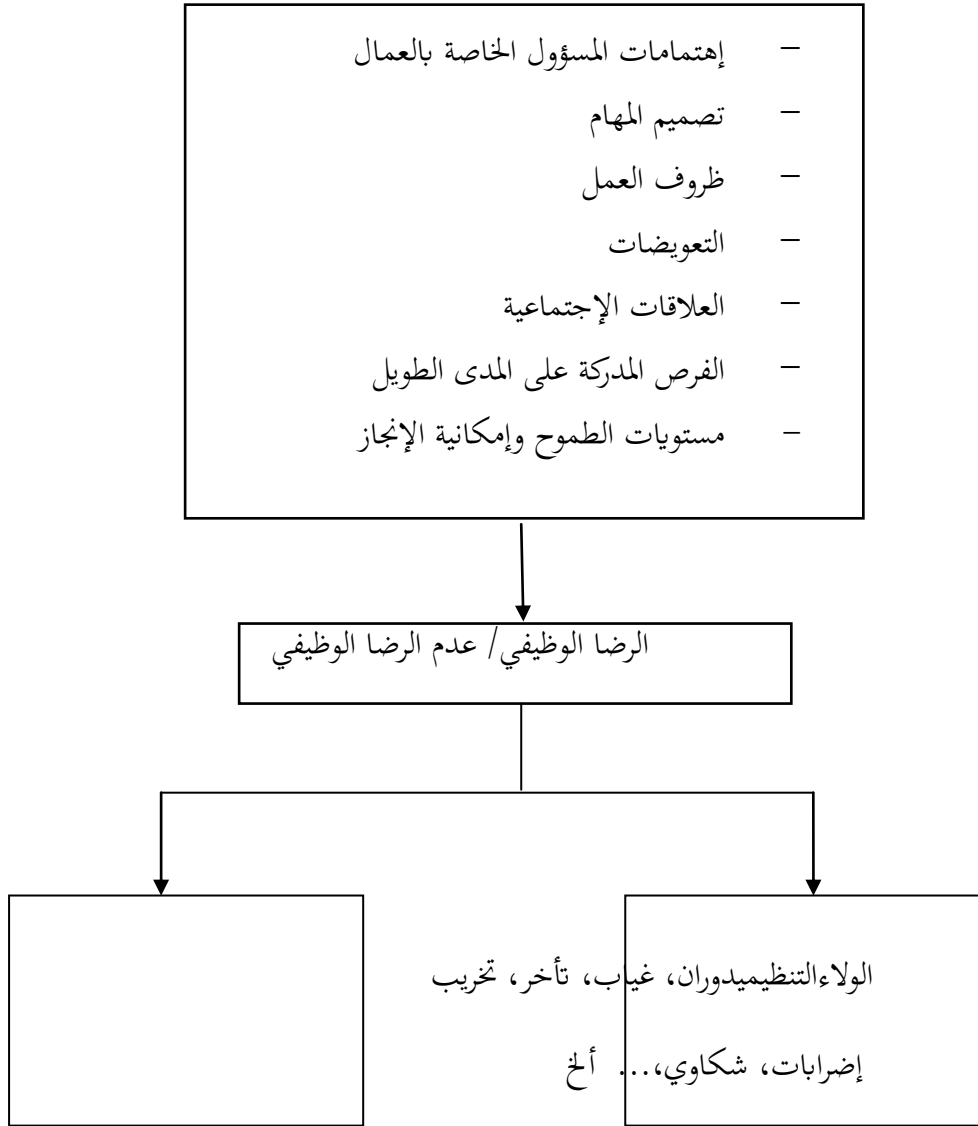 – إهتمامات المسؤول الخاصة بالعمال
– تصميم المهام
– ظروف العمل
– التعويضات
– العلاقات الإجتماعية
– الفرص المدركة على المدى الطويل
– مستويات الطموح وإمكانية الإنجاز
الرضا الوظيفي/ عدم الرضا الوظيفي
الولاءالتنظيميدوران، غياب، تأخر، تخريب
إضرابات، شكاوي،... ألخ